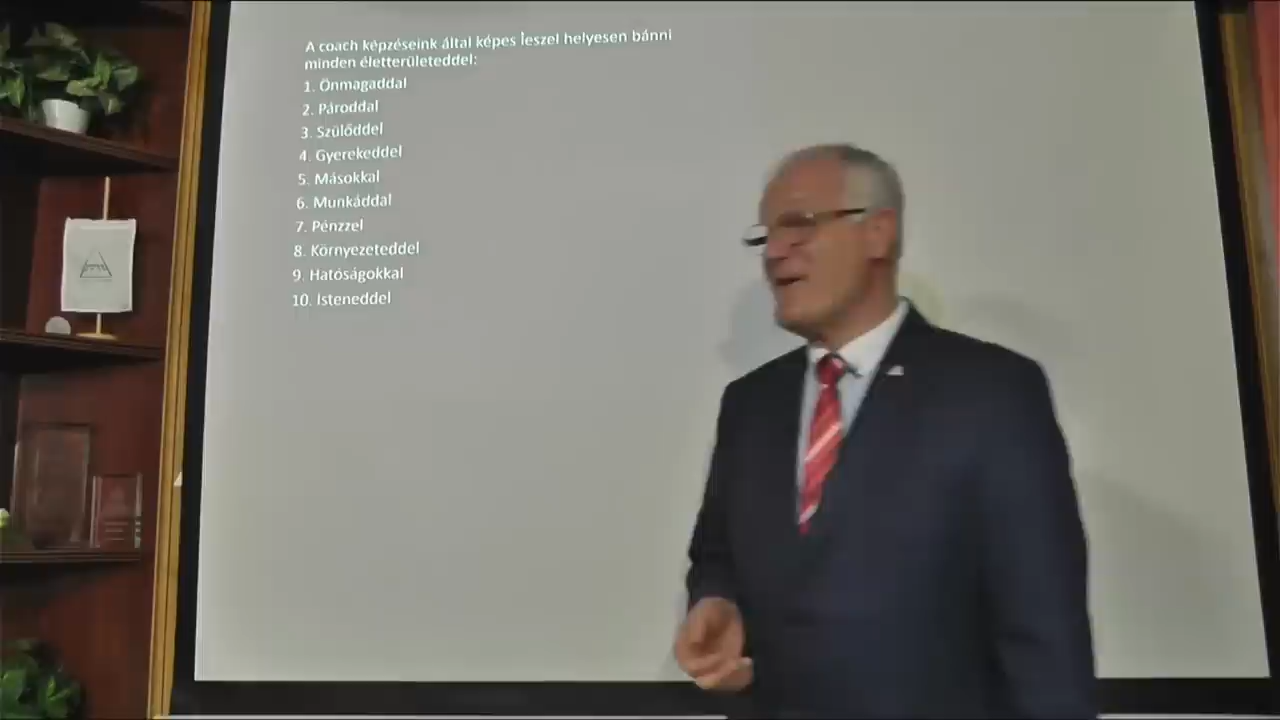 A coach képzéseink által képes leszel helyesen bánni
minden életterületeddel:
1. Önmagaddal
2. Pároddal
3. Szülőddel
4. Gyerekeddel
5. Másokkal
6. Munkáddal
7. Pénzzel
8. Környezeteddel
9. Hatóságokkal
10. Isteneddel